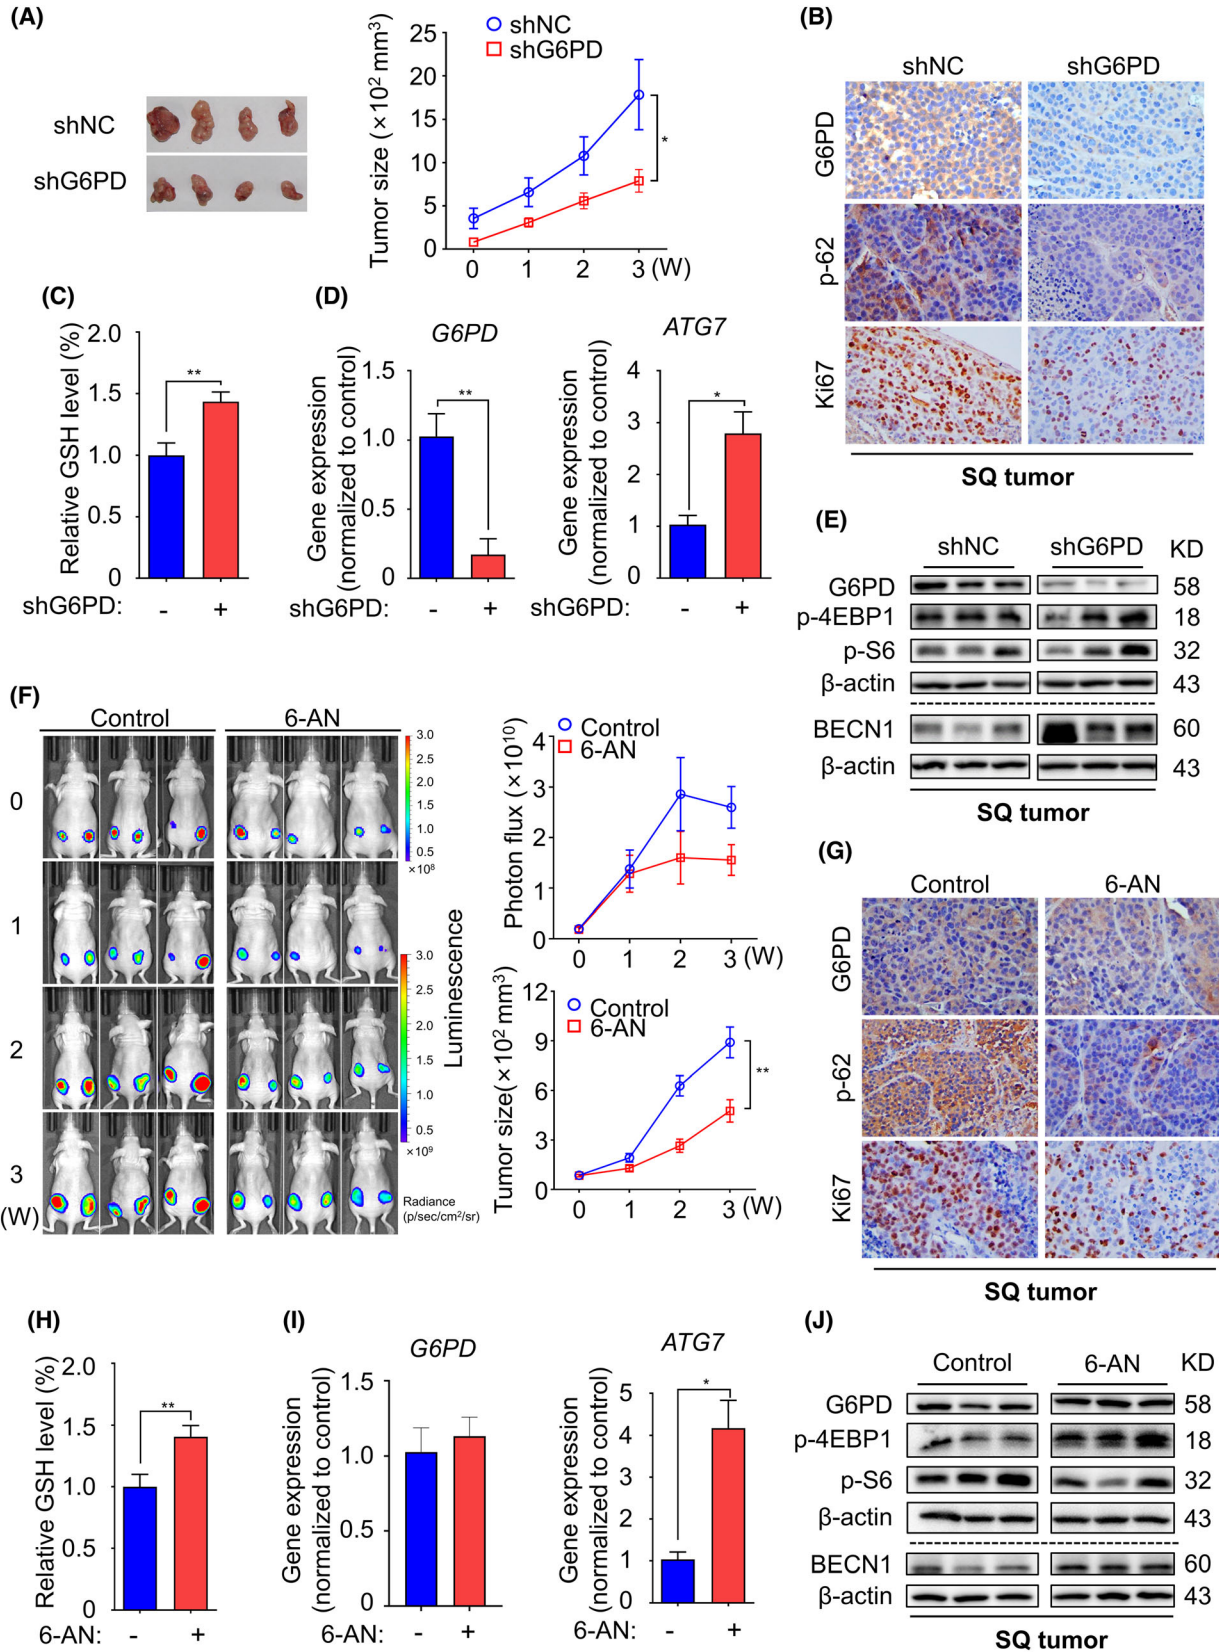 (A)
shNC
shG6PD
Tumor size (×10² mm³)
25
20
15
10
5
0
shNC
shG6PD
*
0 1 2 3 (W)
(B)
shNC shG6PD
G6PD
p-62
Ki67
SQ tumor
(C)
Relative GSH level (%)
2.0
1.5
1.0
0.5
0
**
shG6PD: - +
(D)
G6PD
Gene expression
(normalized to control)
1.5
1.0
0.5
0
**
shG6PD: - +
ATG7
Gene expression
(normalized to control)
4
3
2
1
0
*
shG6PD: - +
(E)
shNC shG6PD KD
G6PD 58
p-4EBP1 18
p-S6 32
β-actin 43
BECN1 60
β-actin 43
SQ tumor
(F)
Control 6-AN
0
1
2
3
(W)
3.0
2.5
2.0
1.5
1.0
0.5
×10⁸
Luminescence
3.0
2.5
2.0
1.5
1.0
0.5
×10⁹
Radiance
(p/sec/cm²/sr)
Photon flux (×10¹⁰)
4
3
2
1
0
Control
6-AN
0 1 2 3 (W)
Tumor size(×10² mm³)
12
9
6
3
0
Control
6-AN
**
0 1 2 3 (W)
(G)
Control 6-AN
G6PD
p-62
Ki67
SQ tumor
(H)
Relative GSH level (%)
2.0
1.5
1.0
0.5
0
**
6-AN: - +
(I)
G6PD
Gene expression
(normalized to control)
1.5
1.0
0.5
0
6-AN: - +
ATG7
Gene expression
(normalized to control)
5
4
3
2
1
0
*
6-AN: - +
(J)
Control 6-AN KD
G6PD 58
p-4EBP1 18
p-S6 32
β-actin 43
BECN1 60
β-actin 43
SQ tumor